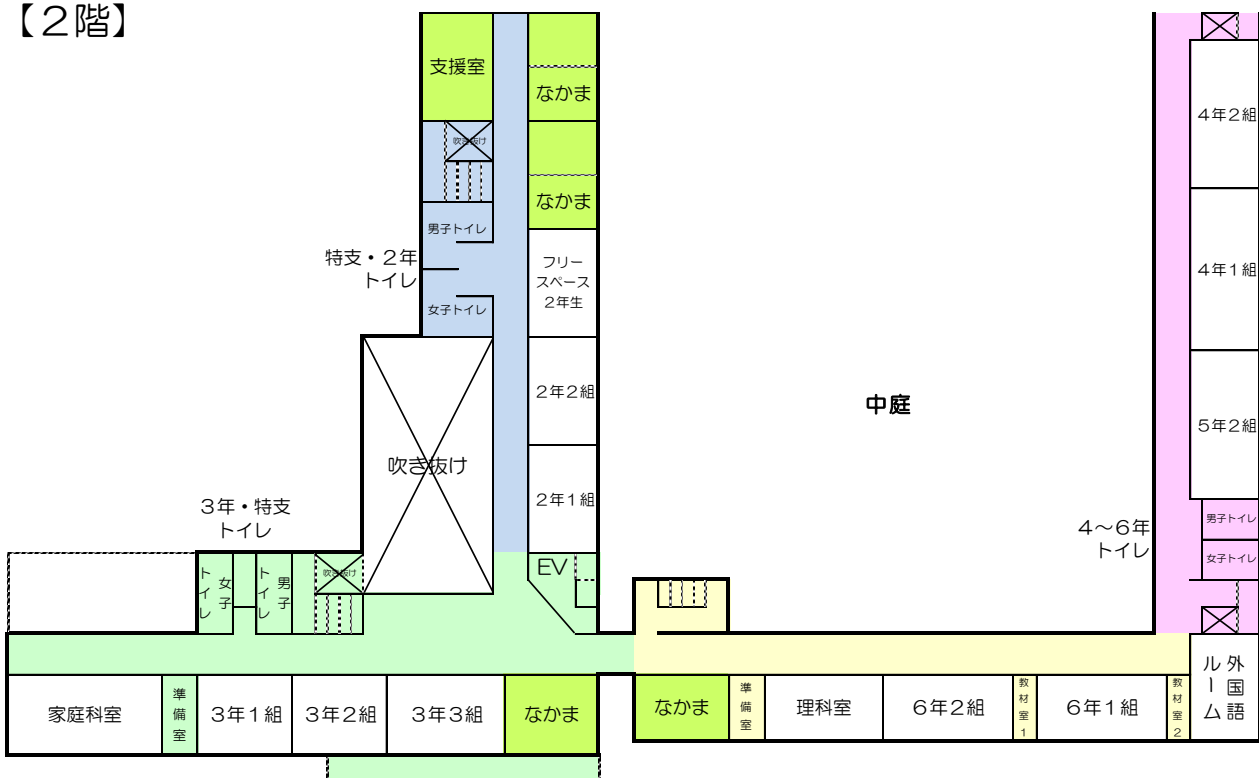 【２階】
支援室
なかま
吹き抜け
なかま
男子トイレ
特支・２年
トイレ
女子トイレ
フリー
スペース
２年生
２年２組
吹き抜け
２年１組
３年・特支
トイレ
女子
トイレ
男子
トイレ
吹き抜け
EV
中庭
４年２組
４年１組
５年２組
４～６年
トイレ
男子トイレ
女子トイレ
家庭科室
準備室
３年１組
３年２組
３年３組
なかま
なかま
準備室
理科室
６年２組
教材室１
６年１組
教材室２
外国語
ルーム